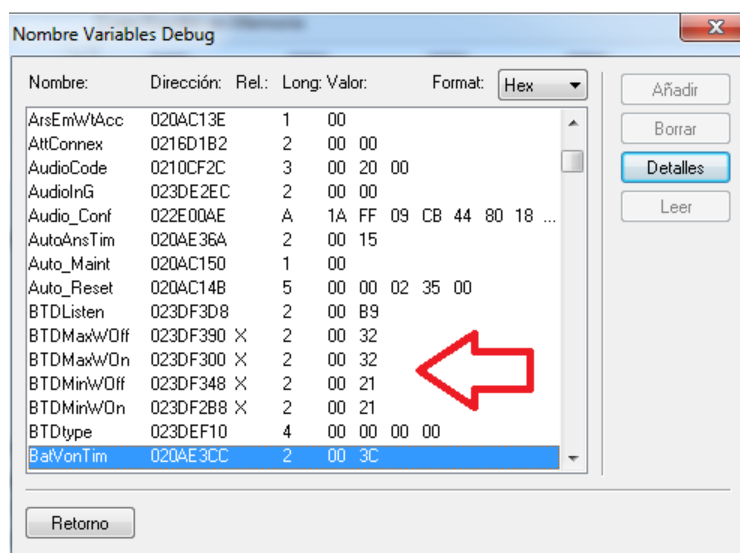 Nombre Variables Debug
Nombre: Dirección: Rel.: Long: Valor: Format: Hex
ArsEmWtAcc 020AC13E 1 00
AttConnex 0216D1B2 2 00 00
AudioCode 0210CF2C 3 00 20 00
AudioInG 023DE2EC 2 00 00
Audio_Conf 022E00AE A 1A FF 09 CB 44 80 18 ...
AutoAnsTim 020AE36A 2 00 15
Auto_Maint 020AC150 1 00
Auto_Reset 020AC14B 5 00 00 02 35 00
BTDListen 023DF3D8 2 00 B9
BTDMaxWOff 023DF390 X 2 00 32
BTDMaxWOn 023DF300 X 2 00 32
BTDMinWOff 023DF348 X 2 00 21
BTDMinWOn 023DF2B8 X 2 00 21
BTDtype 023DEF10 4 00 00 00 00
BatVonTim 020AE3CC 2 00 3C
Añadir
Borrar
Detalles
Leer
Retorno